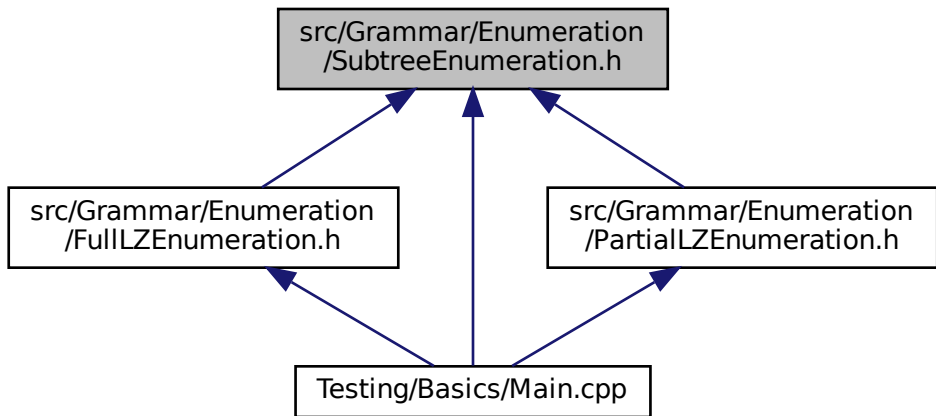 src/Grammar/Enumeration
/SubtreeEnumeration.h
src/Grammar/Enumeration
/FullLZEnumeration.h
src/Grammar/Enumeration
/PartialLZEnumeration.h
Testing/Basics/Main.cpp